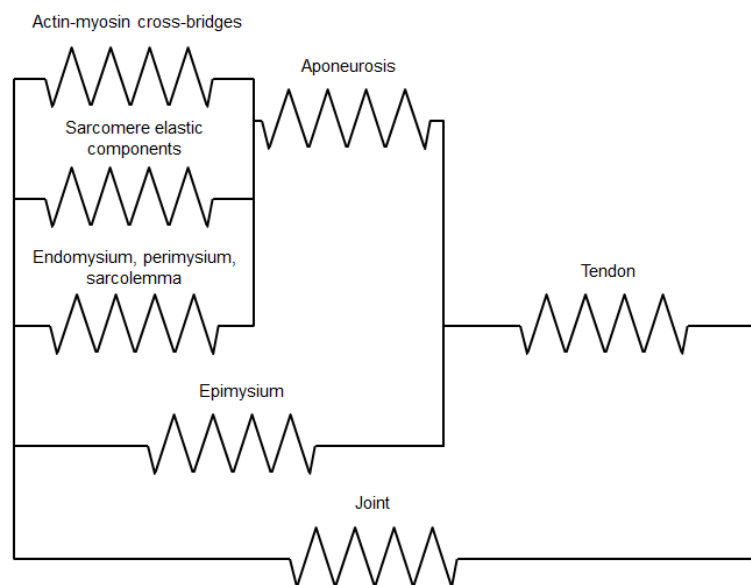 Actin-myosin cross-bridges
Aponeurosis
Sarcomere elastic
components
Endomysium, perimysium,
sarcolemma
Tendon
Epimysium
Joint